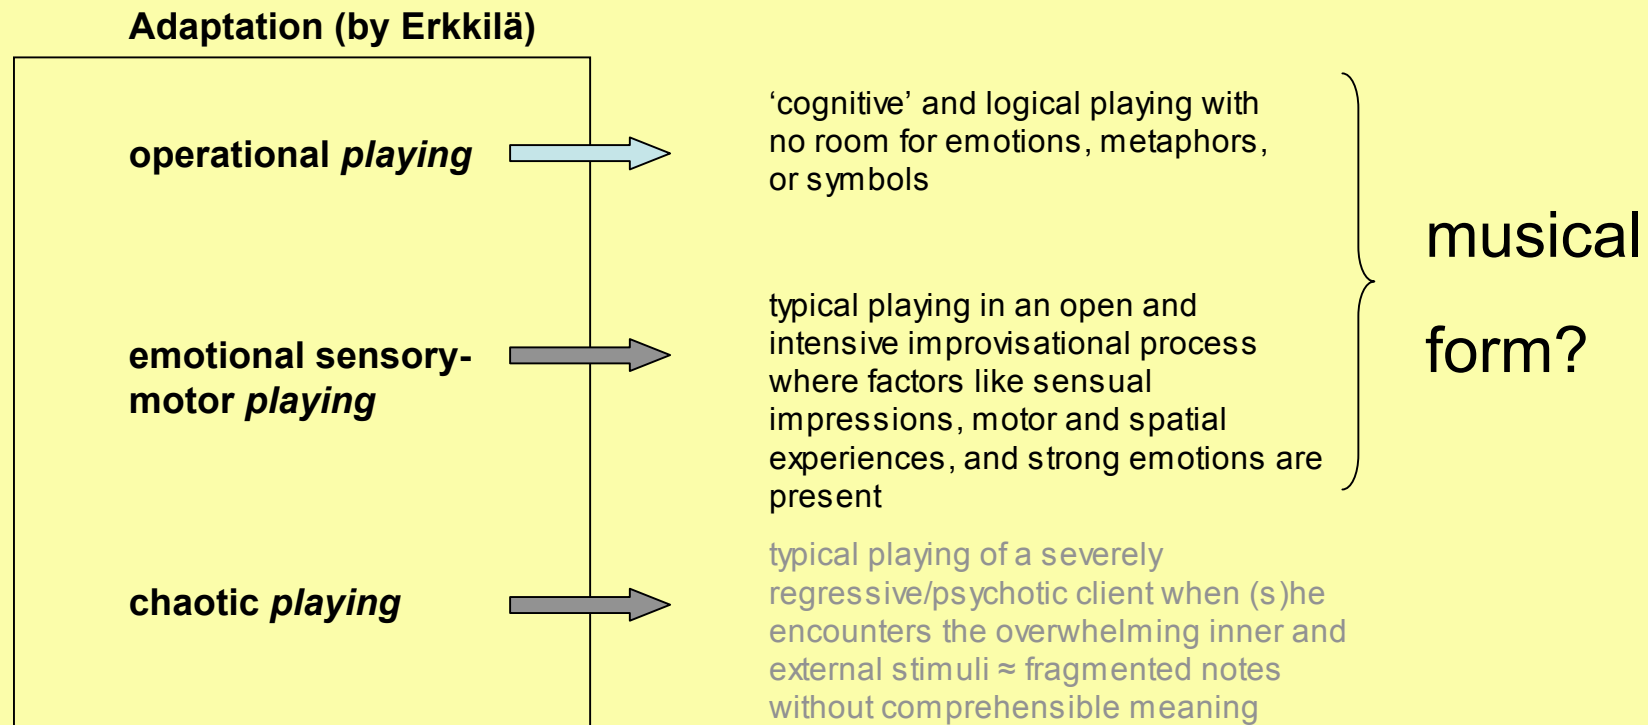 Adaptation (by Erkkilä)
operational playing
‘cognitive’ and logical playing with
no room for emotions, metaphors,
or symbols
emotional sensory-
motor playing
typical playing in an open and
intensive improvisational process
where factors like sensual
impressions, motor and spatial
experiences, and strong emotions are
present
chaotic playing
typical playing of a severely
regressive/psychotic client when (s)he
encounters the overwhelming inner and
external stimuli ≈ fragmented notes
without comprehensible meaning
musical
form?